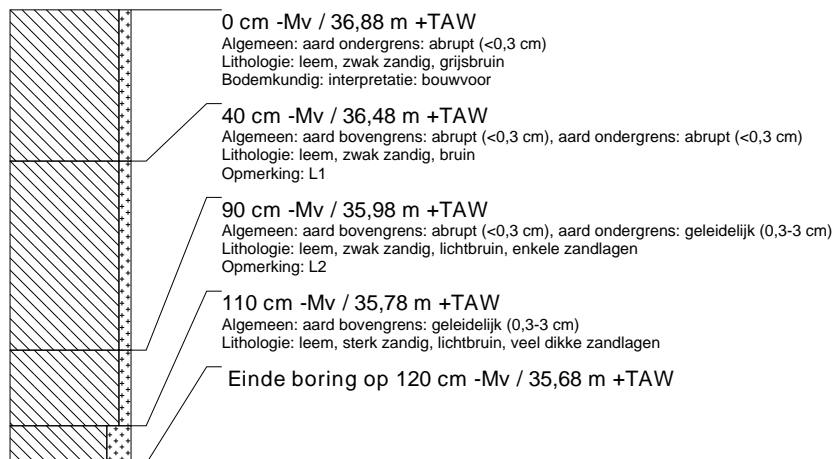 0 cm -Mv / 36,88 m +TAW
Algemeen: aard ondergrens: abrupt (<0,3 cm)
Lithologie: leem, zwak zandig, grijsbruin
Bodemkundig: interpretatie: bouwvoor
40 cm -Mv / 36,48 m +TAW
Algemeen: aard bovengrens: abrupt (<0,3 cm), aard ondergrens: abrupt (<0,3 cm)
Lithologie: leem, zwak zandig, bruin
Opmerking: L1
90 cm -Mv / 35,98 m +TAW
Algemeen: aard bovengrens: abrupt (<0,3 cm), aard ondergrens: geleidelijk (0,3-3 cm)
Lithologie: leem, zwak zandig, lichtbruin, enkele zandlagen
Opmerking: L2
110 cm -Mv / 35,78 m +TAW
Algemeen: aard bovengrens: geleidelijk (0,3-3 cm)
Lithologie: leem, sterk zandig, lichtbruin, veel dikke zandlagen
Einde boring op 120 cm -Mv / 35,68 m +TAW